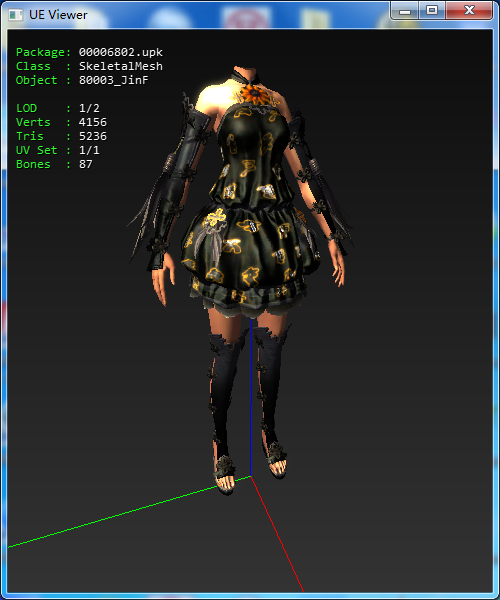 UE Viewer
Package: 00006802.upk
Class : SkeletalMesh
Object : 80003_JinF
LOD : 1/2
Verts : 4156
Tris : 5236
UV Set : 1/1
Bones : 87